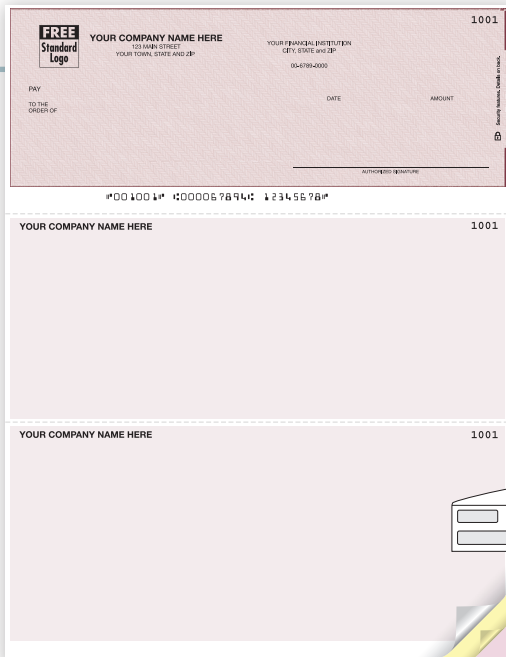 1001
FREE
Standard
Logo
YOUR COMPANY NAME HERE
123 MAIN STREET
YOUR TOWN, STATE AND ZIP
YOUR FINANCIAL INSTITUTION
CITY, STATE and ZIP
00-6789-0000
Security features. Details on back.
PAY
TO THE
ORDER OF
DATE AMOUNT
AUTHORIZED SIGNATURE
⑈001001⑈ ⑆000067894⑆ 12345678⑈
YOUR COMPANY NAME HERE 1001
YOUR COMPANY NAME HERE 1001